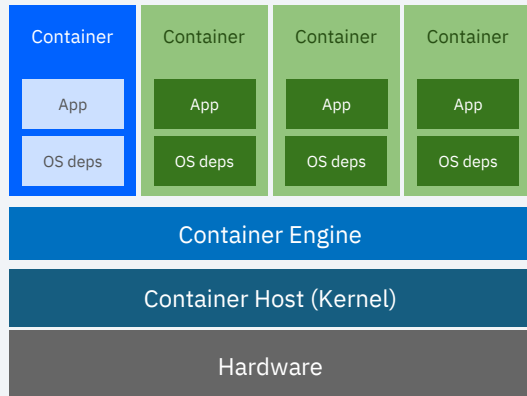 Container Container Container Container
App App App App
OS deps OS deps OS deps OS deps
Container Engine
Container Host (Kernel)
Hardware